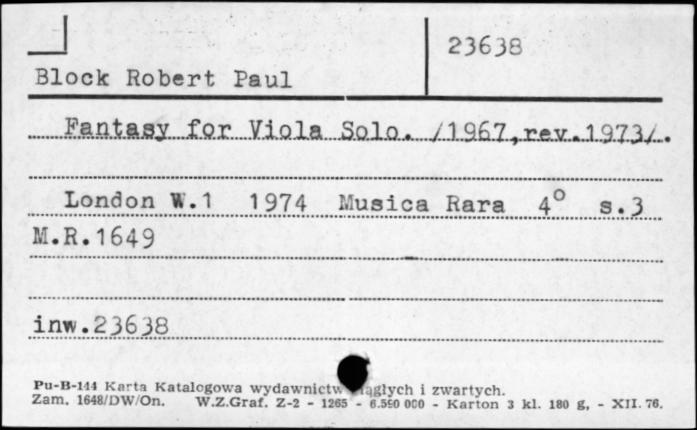 23638
Block Robert Paul
Fantasy for Viola Solo. /1967,rev.1973/.
London W.1 1974 Musica Rara 4° s.3
M.R.1649
inw.23638
Pu-B-144 Karta Katalogowa wydawnictw i zwartych.
Zam. 1648/DW/On. W.Z.Graf. Z-2 - 1265 - 6.590 000 - Karton 3 kl. 180 g, - XII. 76.